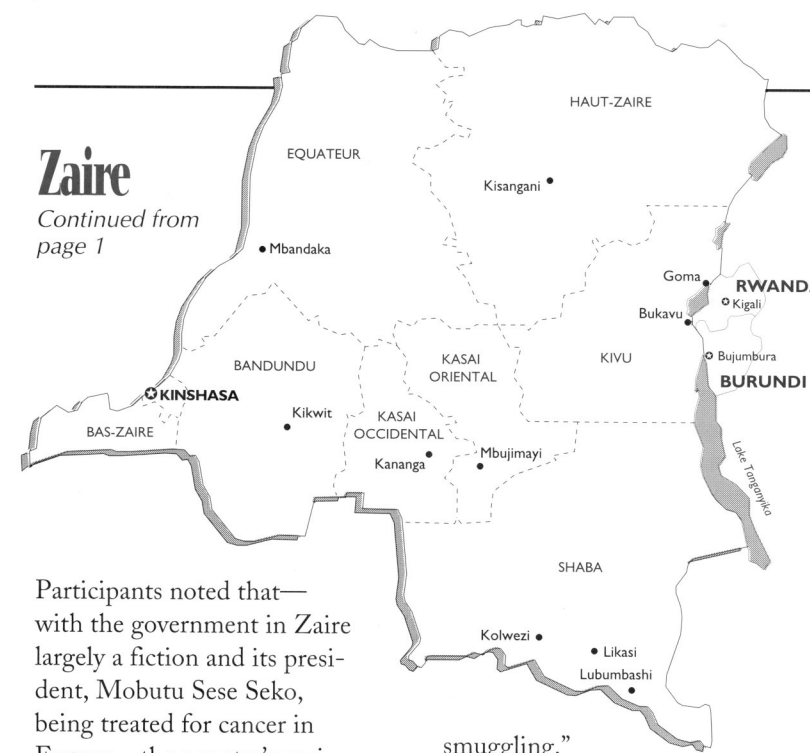 Zaire
Continued from
page 1
HAUT-ZAIRE
EQUATEUR
Kisangani
Mbandaka
Goma
RWANDA
Kigali
Bukavu
BANDUNDU
KASAI
ORIENTAL
KIVU
Bujumbura
BURUNDI
KINSHASA
Kikwit
KASAI
OCCIDENTAL
BAS-ZAIRE
Kananga
Mbujimayi
Lake Tanganyika
SHABA
Kolwezi
Likasi
Lubumbashi
Participants noted that—
with the government in Zaire
largely a fiction and its presi-
dent, Mobutu Sese Seko,
being treated for cancer in
smuggling.”